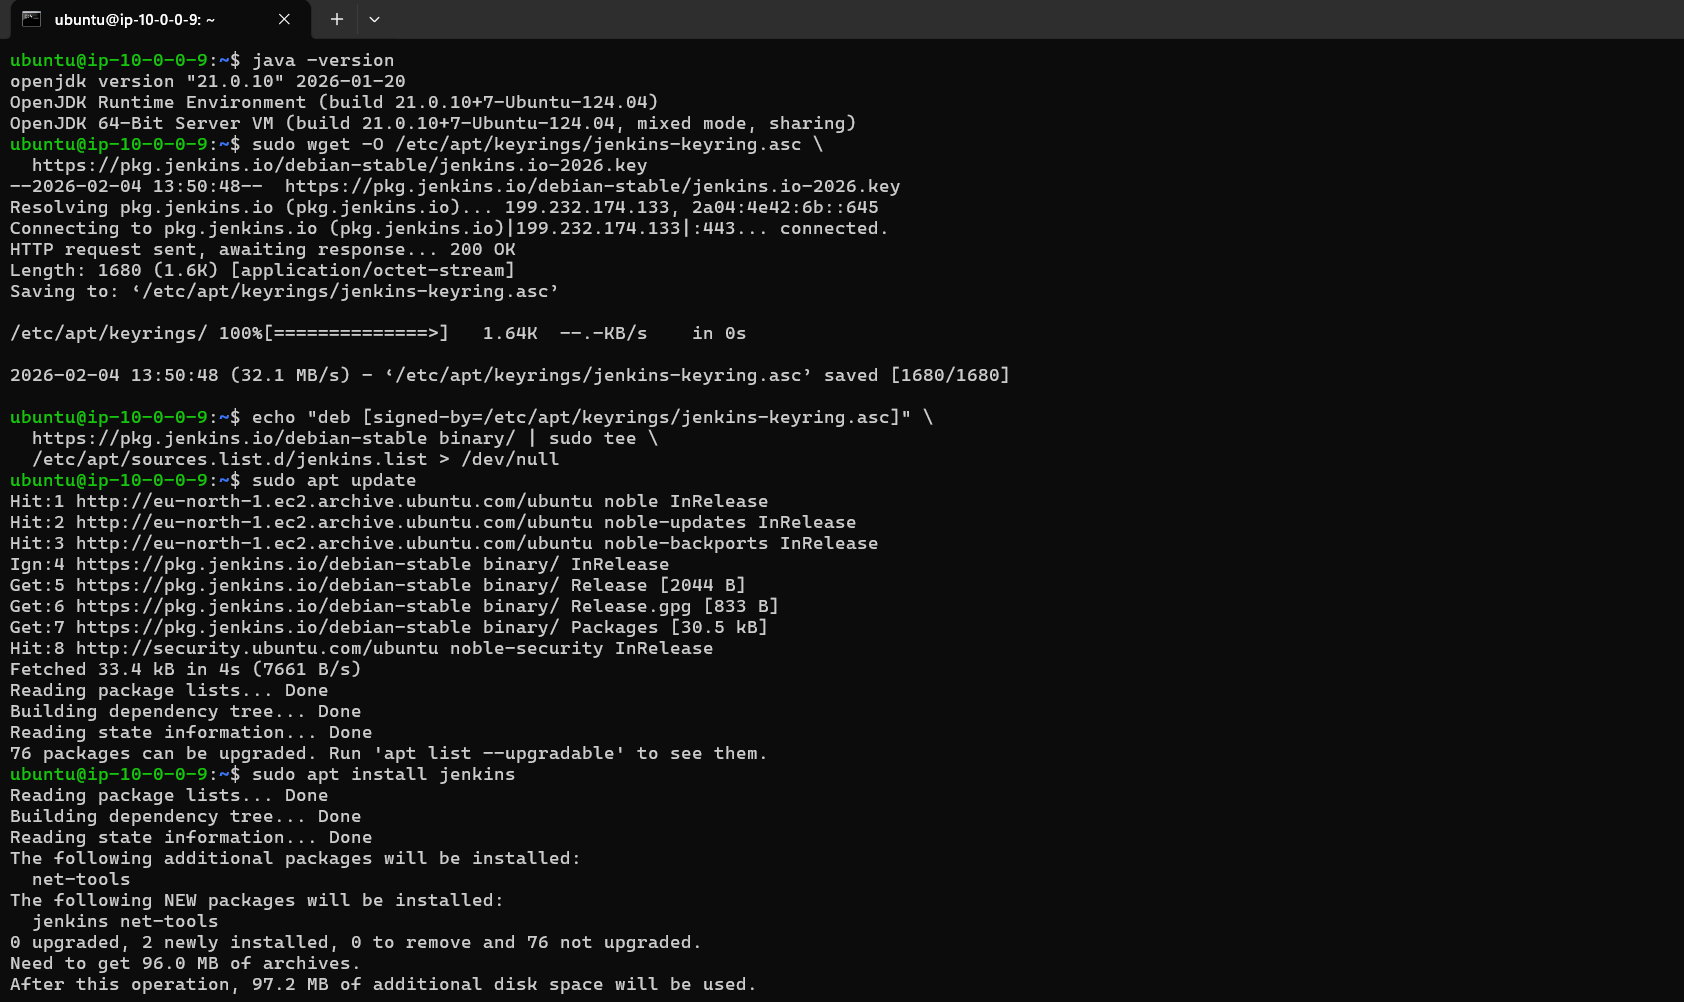 ubuntu@ip-10-0-0-9: ~
ubuntu@ip-10-0-0-9:~$ java -version
openjdk version "21.0.10" 2026-01-20
OpenJDK Runtime Environment (build 21.0.10+7-Ubuntu-124.04)
OpenJDK 64-Bit Server VM (build 21.0.10+7-Ubuntu-124.04, mixed mode, sharing)
ubuntu@ip-10-0-0-9:~$ sudo wget -O /etc/apt/keyrings/jenkins-keyring.asc \
  https://pkg.jenkins.io/debian-stable/jenkins.io-2026.key
--2026-02-04 13:50:48--  https://pkg.jenkins.io/debian-stable/jenkins.io-2026.key
Resolving pkg.jenkins.io (pkg.jenkins.io)... 199.232.174.133, 2a04:4e42:6b::645
Connecting to pkg.jenkins.io (pkg.jenkins.io)|199.232.174.133|:443... connected.
HTTP request sent, awaiting response... 200 OK
Length: 1680 (1.6K) [application/octet-stream]
Saving to: ‘/etc/apt/keyrings/jenkins-keyring.asc’
/etc/apt/keyrings/ 100%[==============>]   1.64K  --.-KB/s    in 0s
2026-02-04 13:50:48 (32.1 MB/s) - ‘/etc/apt/keyrings/jenkins-keyring.asc’ saved [1680/1680]
ubuntu@ip-10-0-0-9:~$ echo "deb [signed-by=/etc/apt/keyrings/jenkins-keyring.asc]" \
  https://pkg.jenkins.io/debian-stable binary/ | sudo tee \
  /etc/apt/sources.list.d/jenkins.list > /dev/null
ubuntu@ip-10-0-0-9:~$ sudo apt update
Hit:1 http://eu-north-1.ec2.archive.ubuntu.com/ubuntu noble InRelease
Hit:2 http://eu-north-1.ec2.archive.ubuntu.com/ubuntu noble-updates InRelease
Hit:3 http://eu-north-1.ec2.archive.ubuntu.com/ubuntu noble-backports InRelease
Ign:4 https://pkg.jenkins.io/debian-stable binary/ InRelease
Get:5 https://pkg.jenkins.io/debian-stable binary/ Release [2044 B]
Get:6 https://pkg.jenkins.io/debian-stable binary/ Release.gpg [833 B]
Get:7 https://pkg.jenkins.io/debian-stable binary/ Packages [30.5 kB]
Hit:8 http://security.ubuntu.com/ubuntu noble-security InRelease
Fetched 33.4 kB in 4s (7661 B/s)
Reading package lists... Done
Building dependency tree... Done
Reading state information... Done
76 packages can be upgraded. Run 'apt list --upgradable' to see them.
ubuntu@ip-10-0-0-9:~$ sudo apt install jenkins
Reading package lists... Done
Building dependency tree... Done
Reading state information... Done
The following additional packages will be installed:
  net-tools
The following NEW packages will be installed:
  jenkins net-tools
0 upgraded, 2 newly installed, 0 to remove and 76 not upgraded.
Need to get 96.0 MB of archives.
After this operation, 97.2 MB of additional disk space will be used.